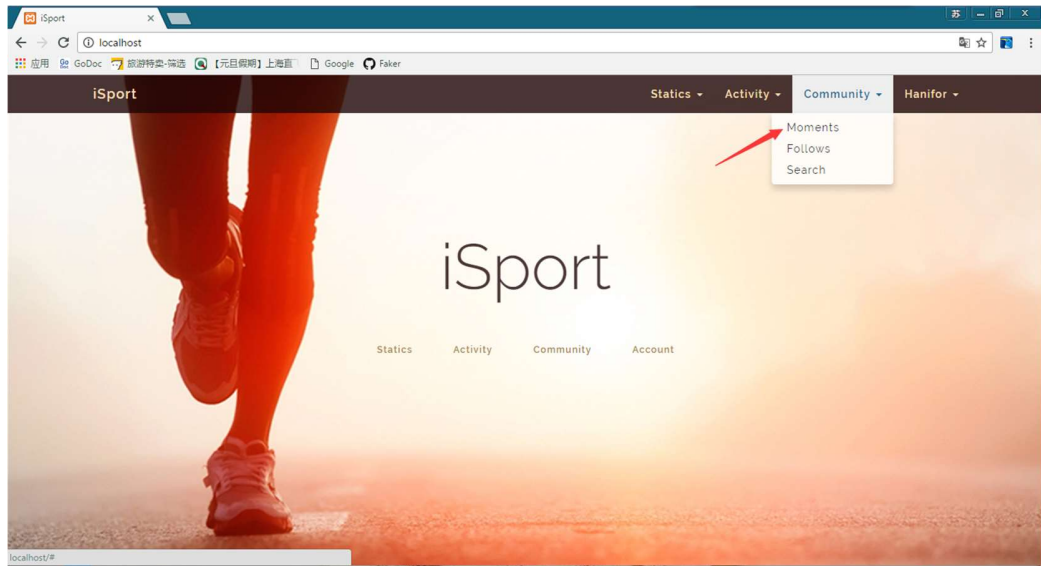 iSport
苏
localhost
应用 GoDoc 旅游特卖-筛选 【元旦假期】上海直 Google Faker
iSport Statics Activity Community Hanifor
Moments
Follows
Search
iSport
Statics Activity Community Account
localhost/#